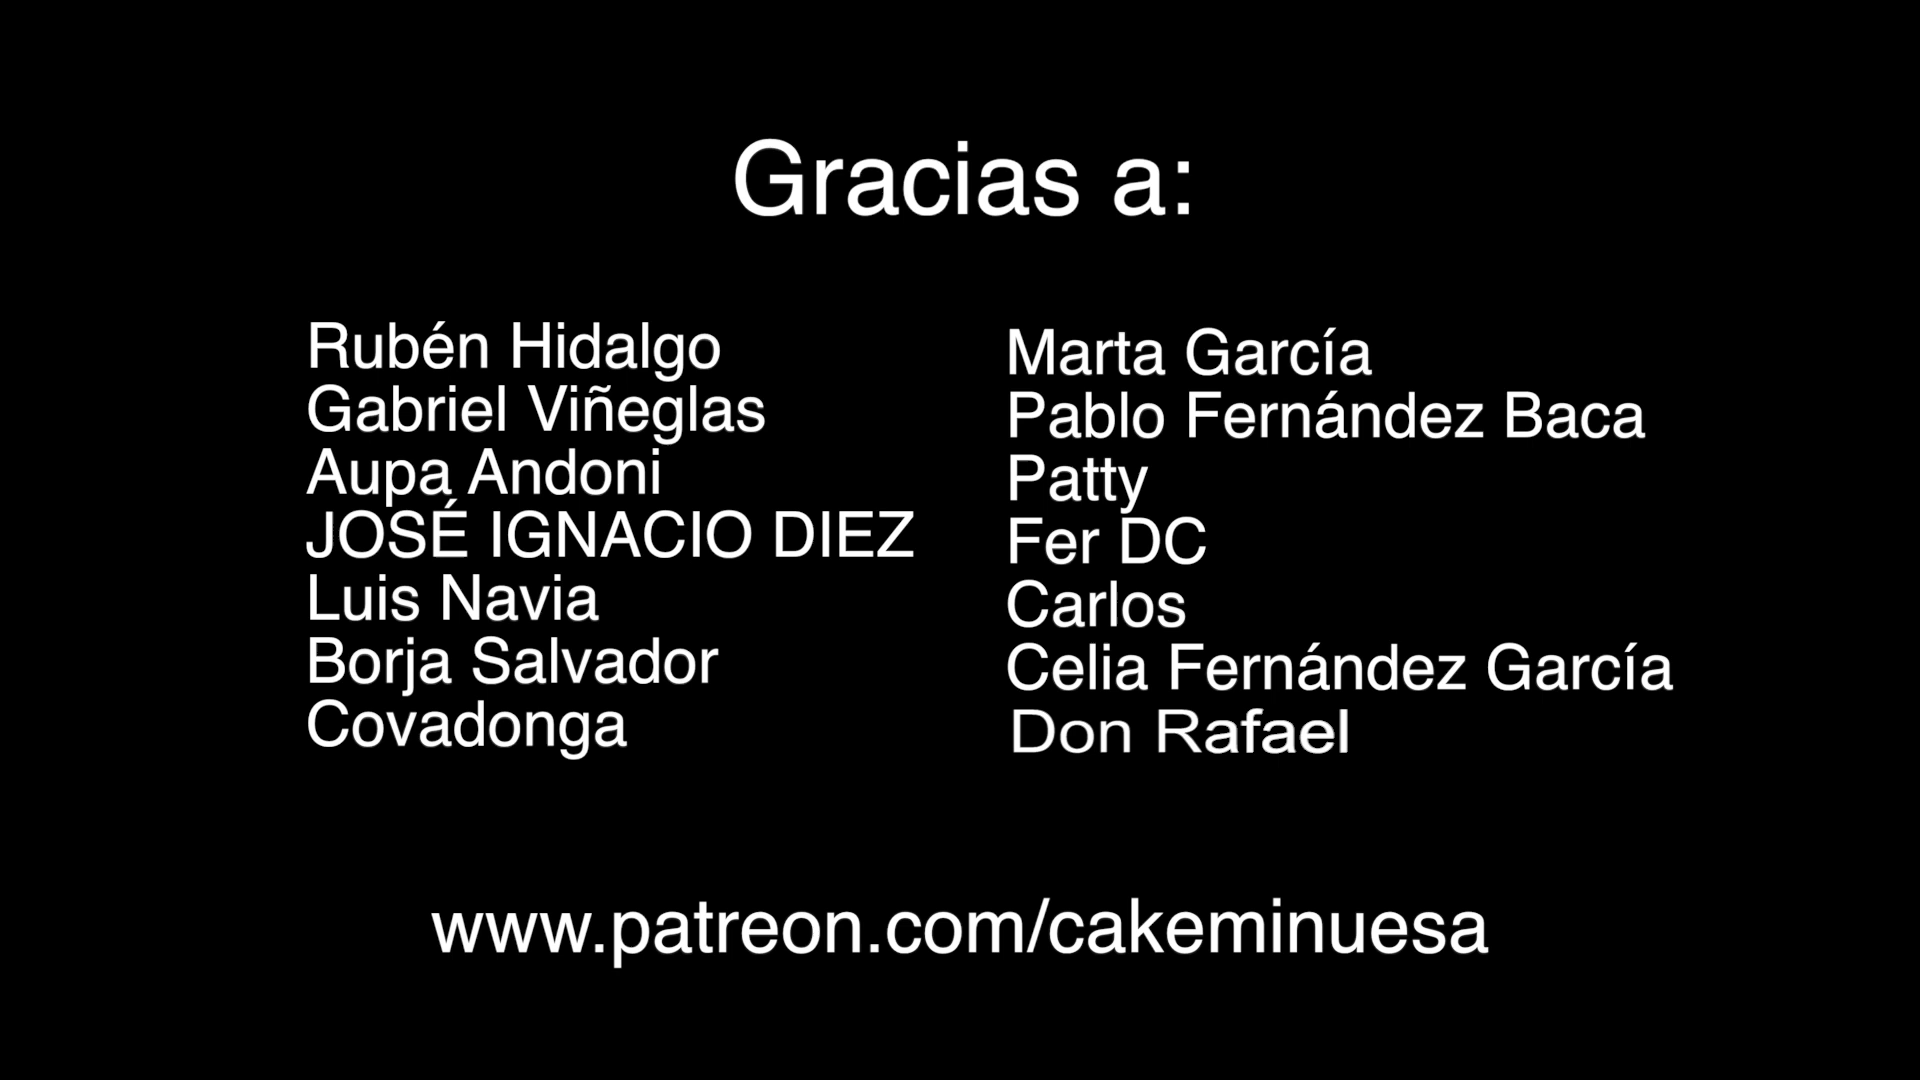 Gracias a:
Rubén Hidalgo
Gabriel Viñeglas
Aupa Andoni
JOSÉ IGNACIO DIEZ
Luis Navia
Borja Salvador
Covadonga
Marta García
Pablo Fernández Baca
Patty
Fer DC
Carlos
Celia Fernández García
Don Rafael
www.patreon.com/cakeminuesa